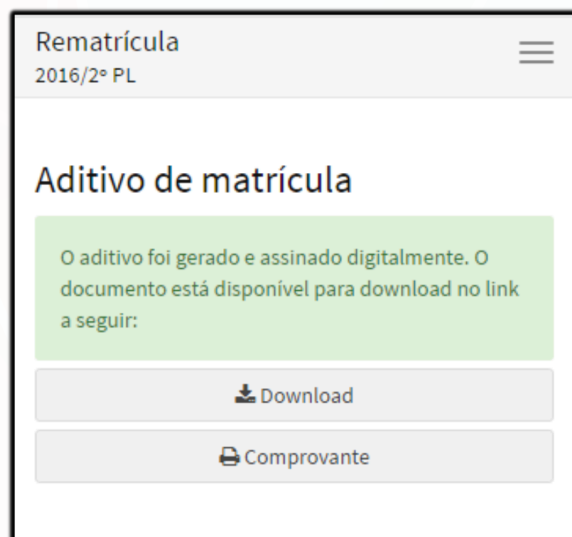 Rematrícula
2016/2º PL
Aditivo de matrícula
O aditivo foi gerado e assinado digitalmente. O
documento está disponível para download no link
a seguir:
Download
Comprovante